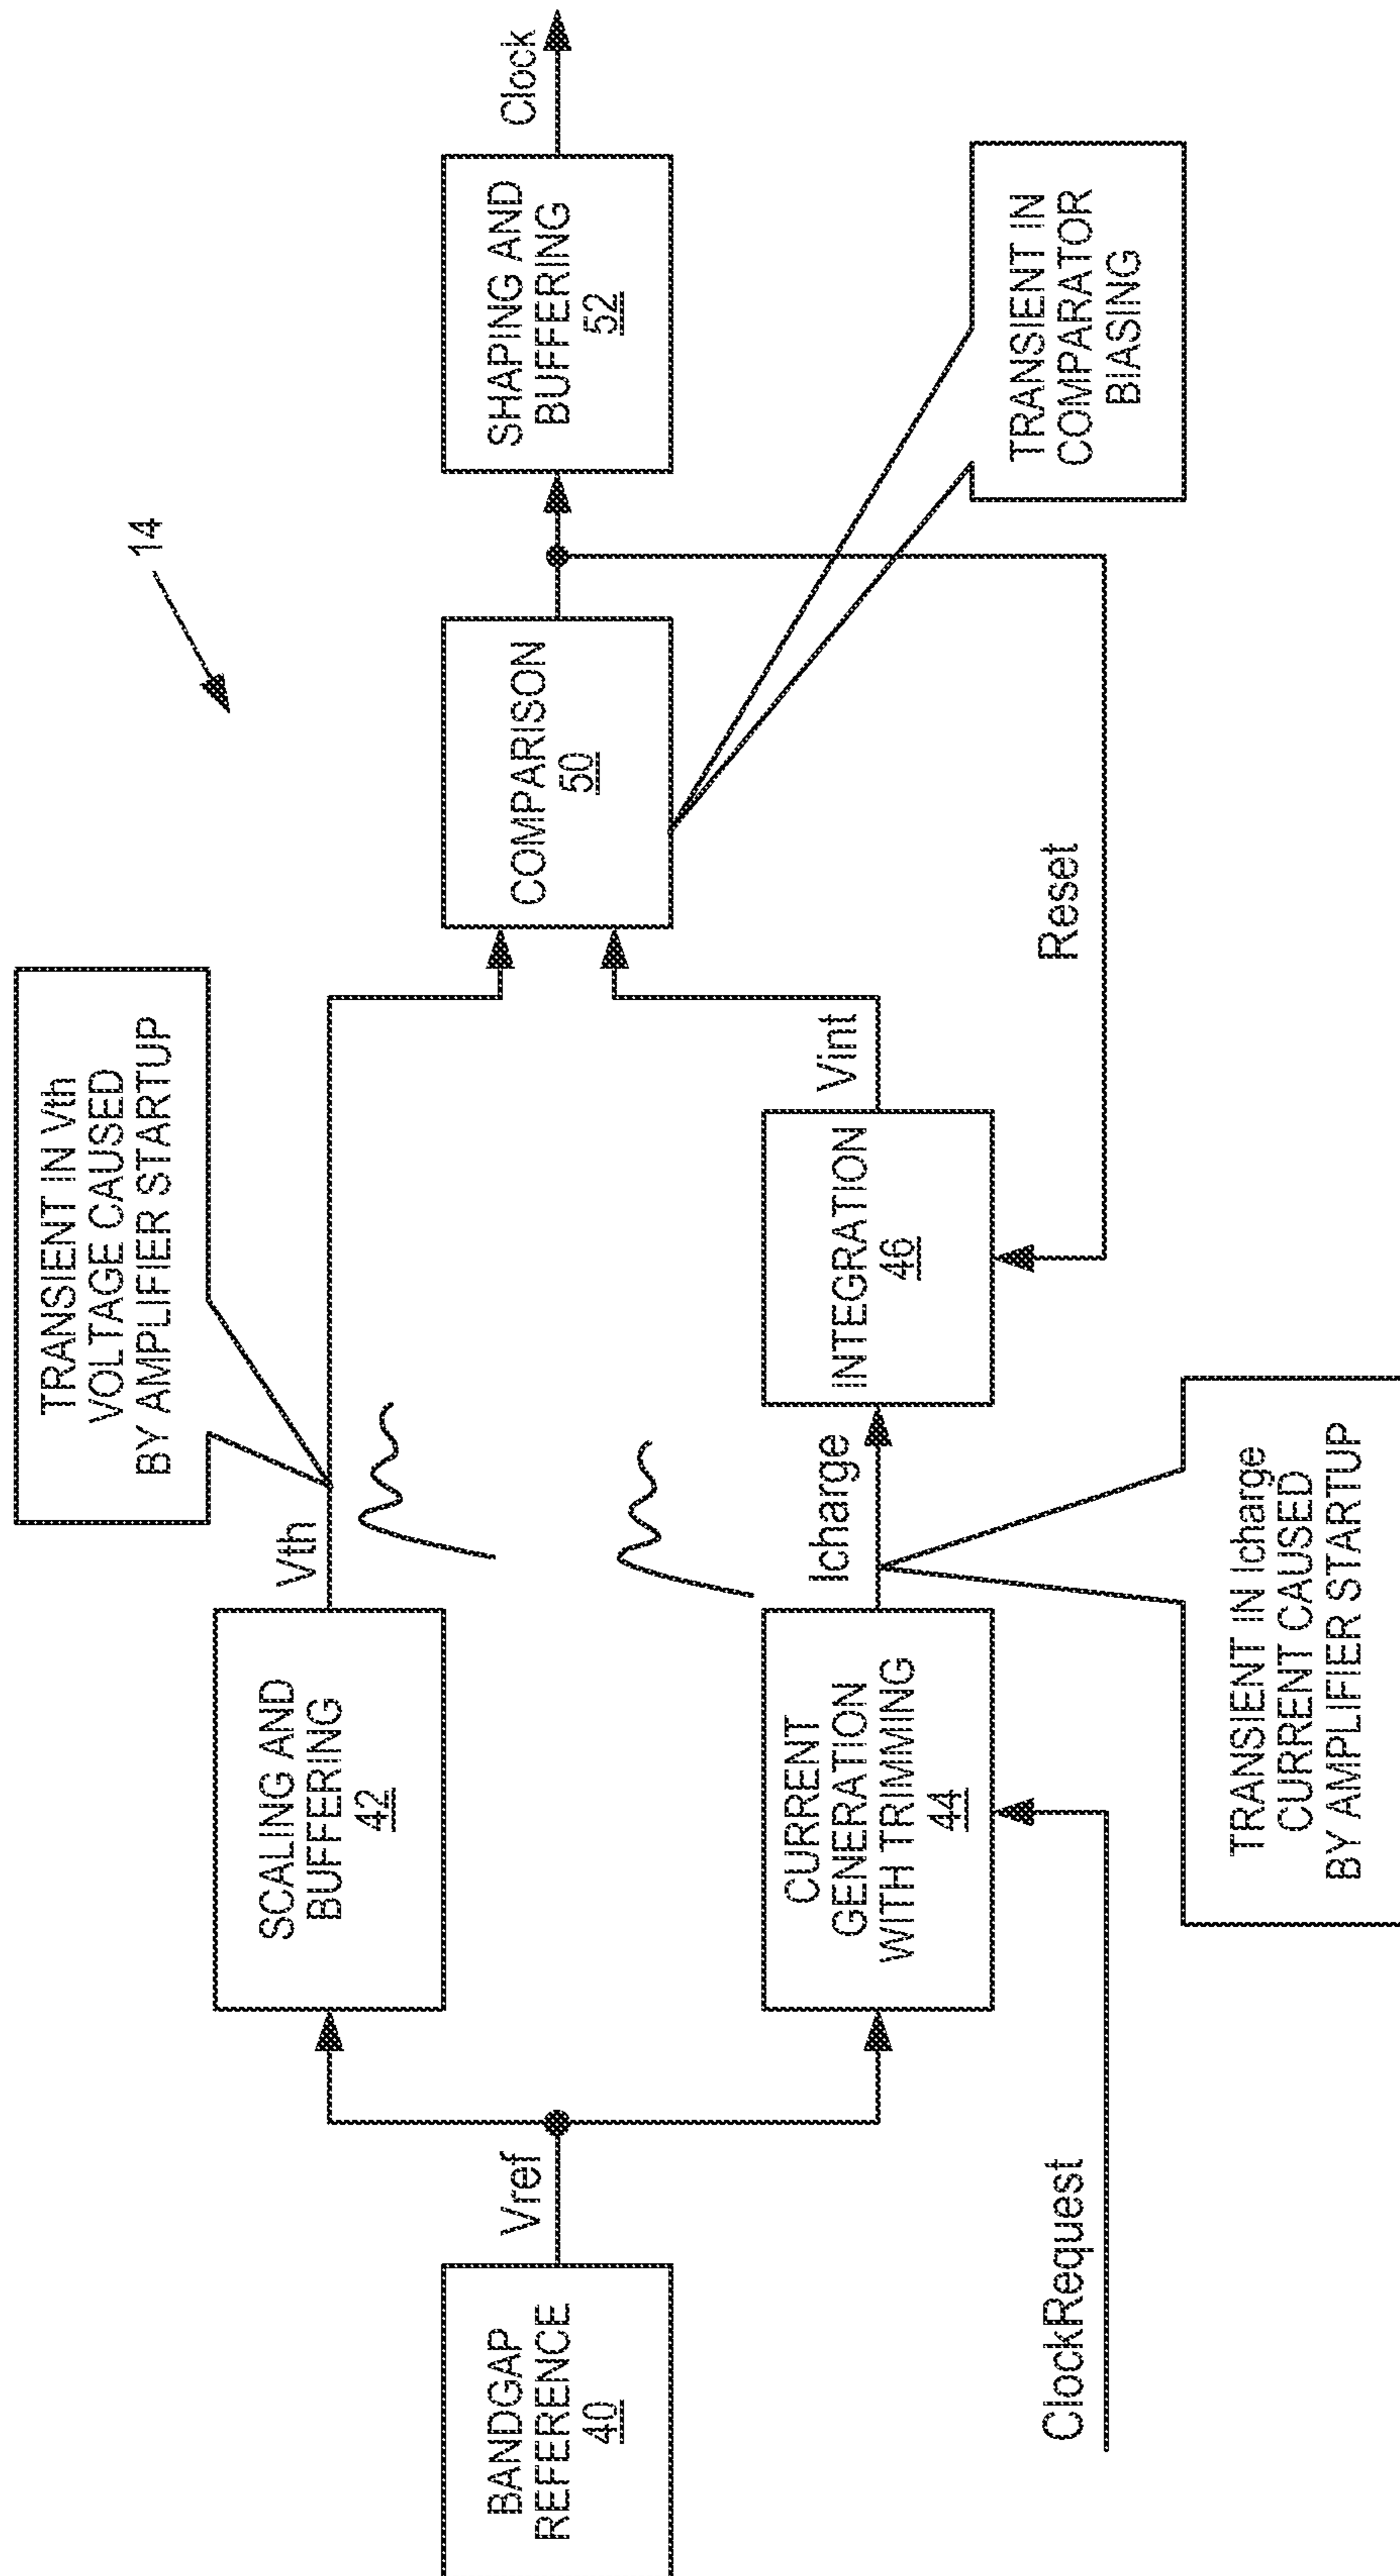 14
TRANSIENT IN Vth
VOLTAGE CAUSED
BY AMPLIFIER STARTUP
BANDGAP
REFERENCE
40
Vref
SCALING AND
BUFFERING
42
Vth
CURRENT
GENERATION
WITH TRIMMING
44
ClockRequest
Icharge
INTEGRATION
46
Vint
COMPARISON
50
Reset
SHAPING AND
BUFFERING
52
Clock
TRANSIENT IN Icharge
CURRENT CAUSED
BY AMPLIFIER STARTUP
TRANSIENT IN
COMPARATOR
BIASING